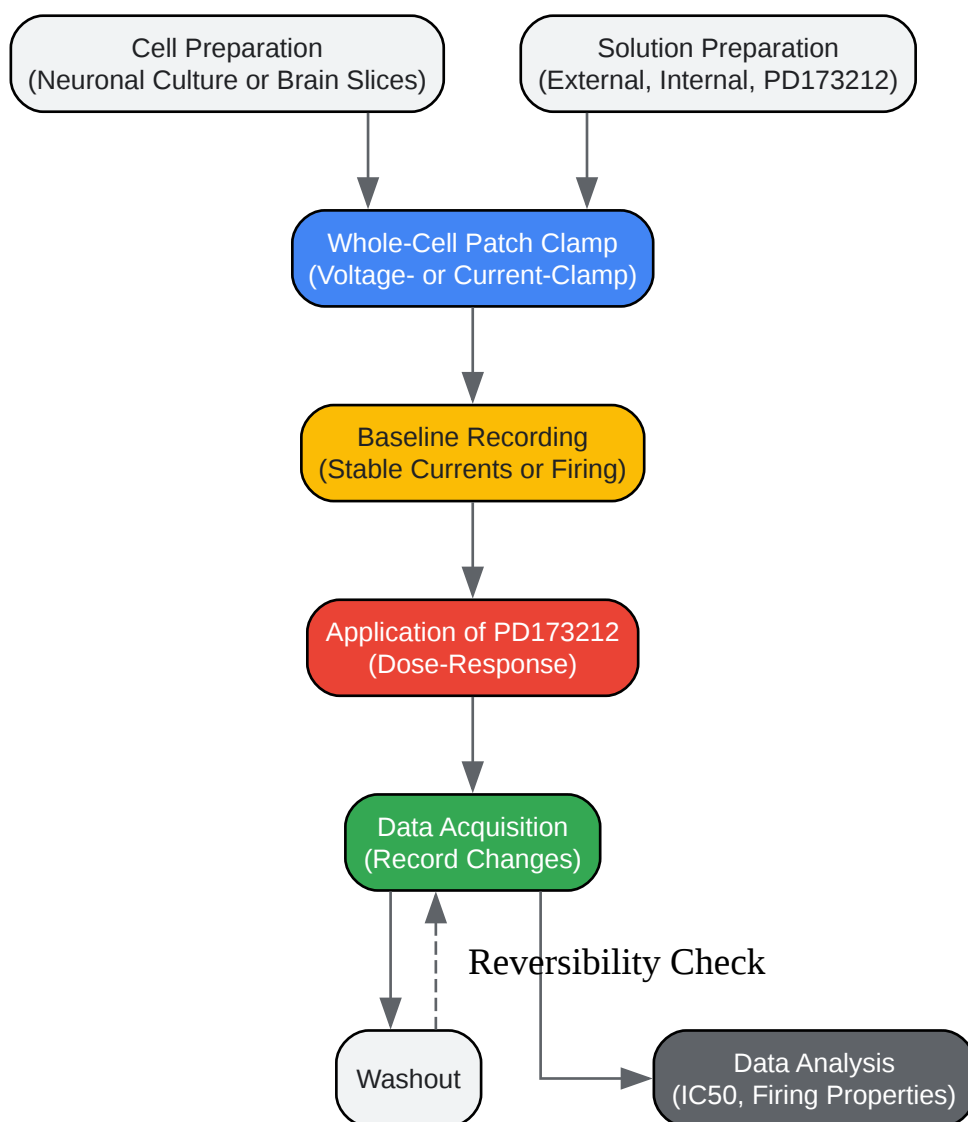 Cell Preparation
(Neuronal Culture or Brain Slices)
Solution Preparation
(External, Internal, PD173212)
Whole-Cell Patch Clamp
(Voltage- or Current-Clamp)
Baseline Recording
(Stable Currents or Firing)
Application of PD173212
(Dose-Response)
Data Acquisition
(Record Changes)
Reversibility Check
Washout
Data Analysis
(IC50, Firing Properties)